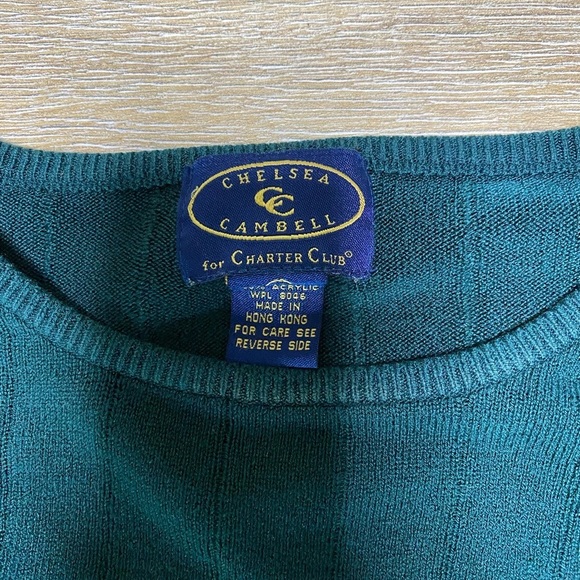 CHELSEA
CC
CAMBELL
for CHARTER CLUB®
ACRYLIC
WPL 8046
MADE IN
HONG KONG
FOR CARE SEE
REVERSE SIDE